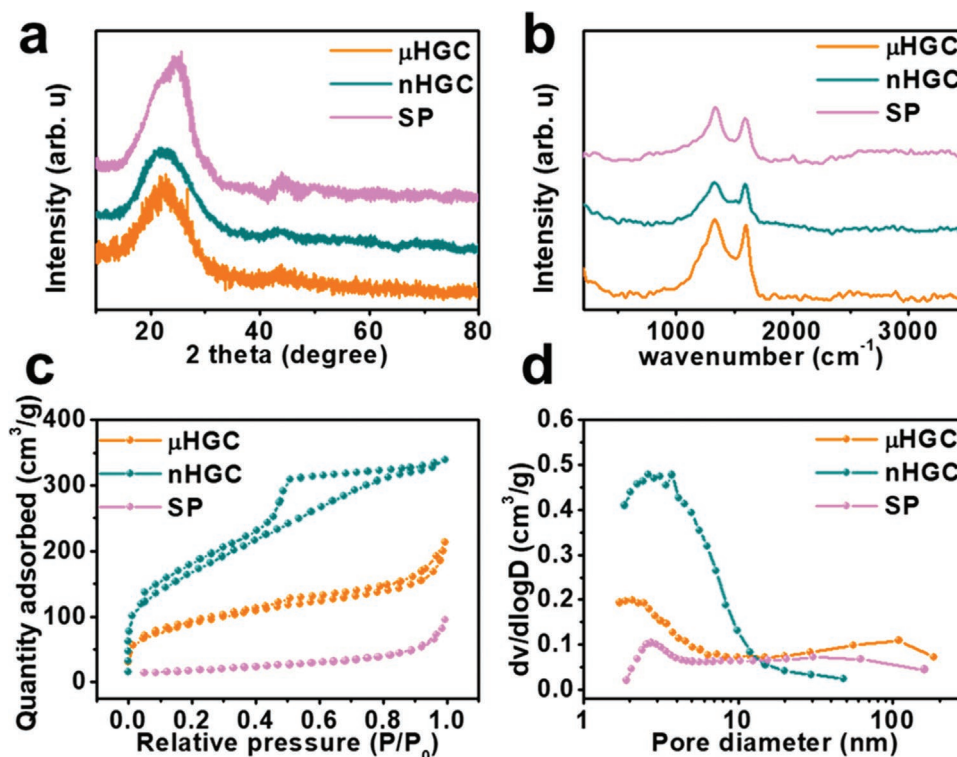 a
μHGC
nHGC
SP
Intensity (arb. u)
20 40 60 80
2 theta (degree)
b
μHGC
nHGC
SP
Intensity (arb. u)
1000 2000 3000
wavenumber (cm⁻¹)
c
μHGC
nHGC
SP
Quantity adsorbed (cm³/g)
400
300
200
100
0
0.0 0.2 0.4 0.6 0.8 1.0
Relative pressure (P/P₀)
d
μHGC
nHGC
SP
dv/dlogD (cm³/g)
0.6
0.5
0.4
0.3
0.2
0.1
0.0
1 10 100
Pore diameter (nm)